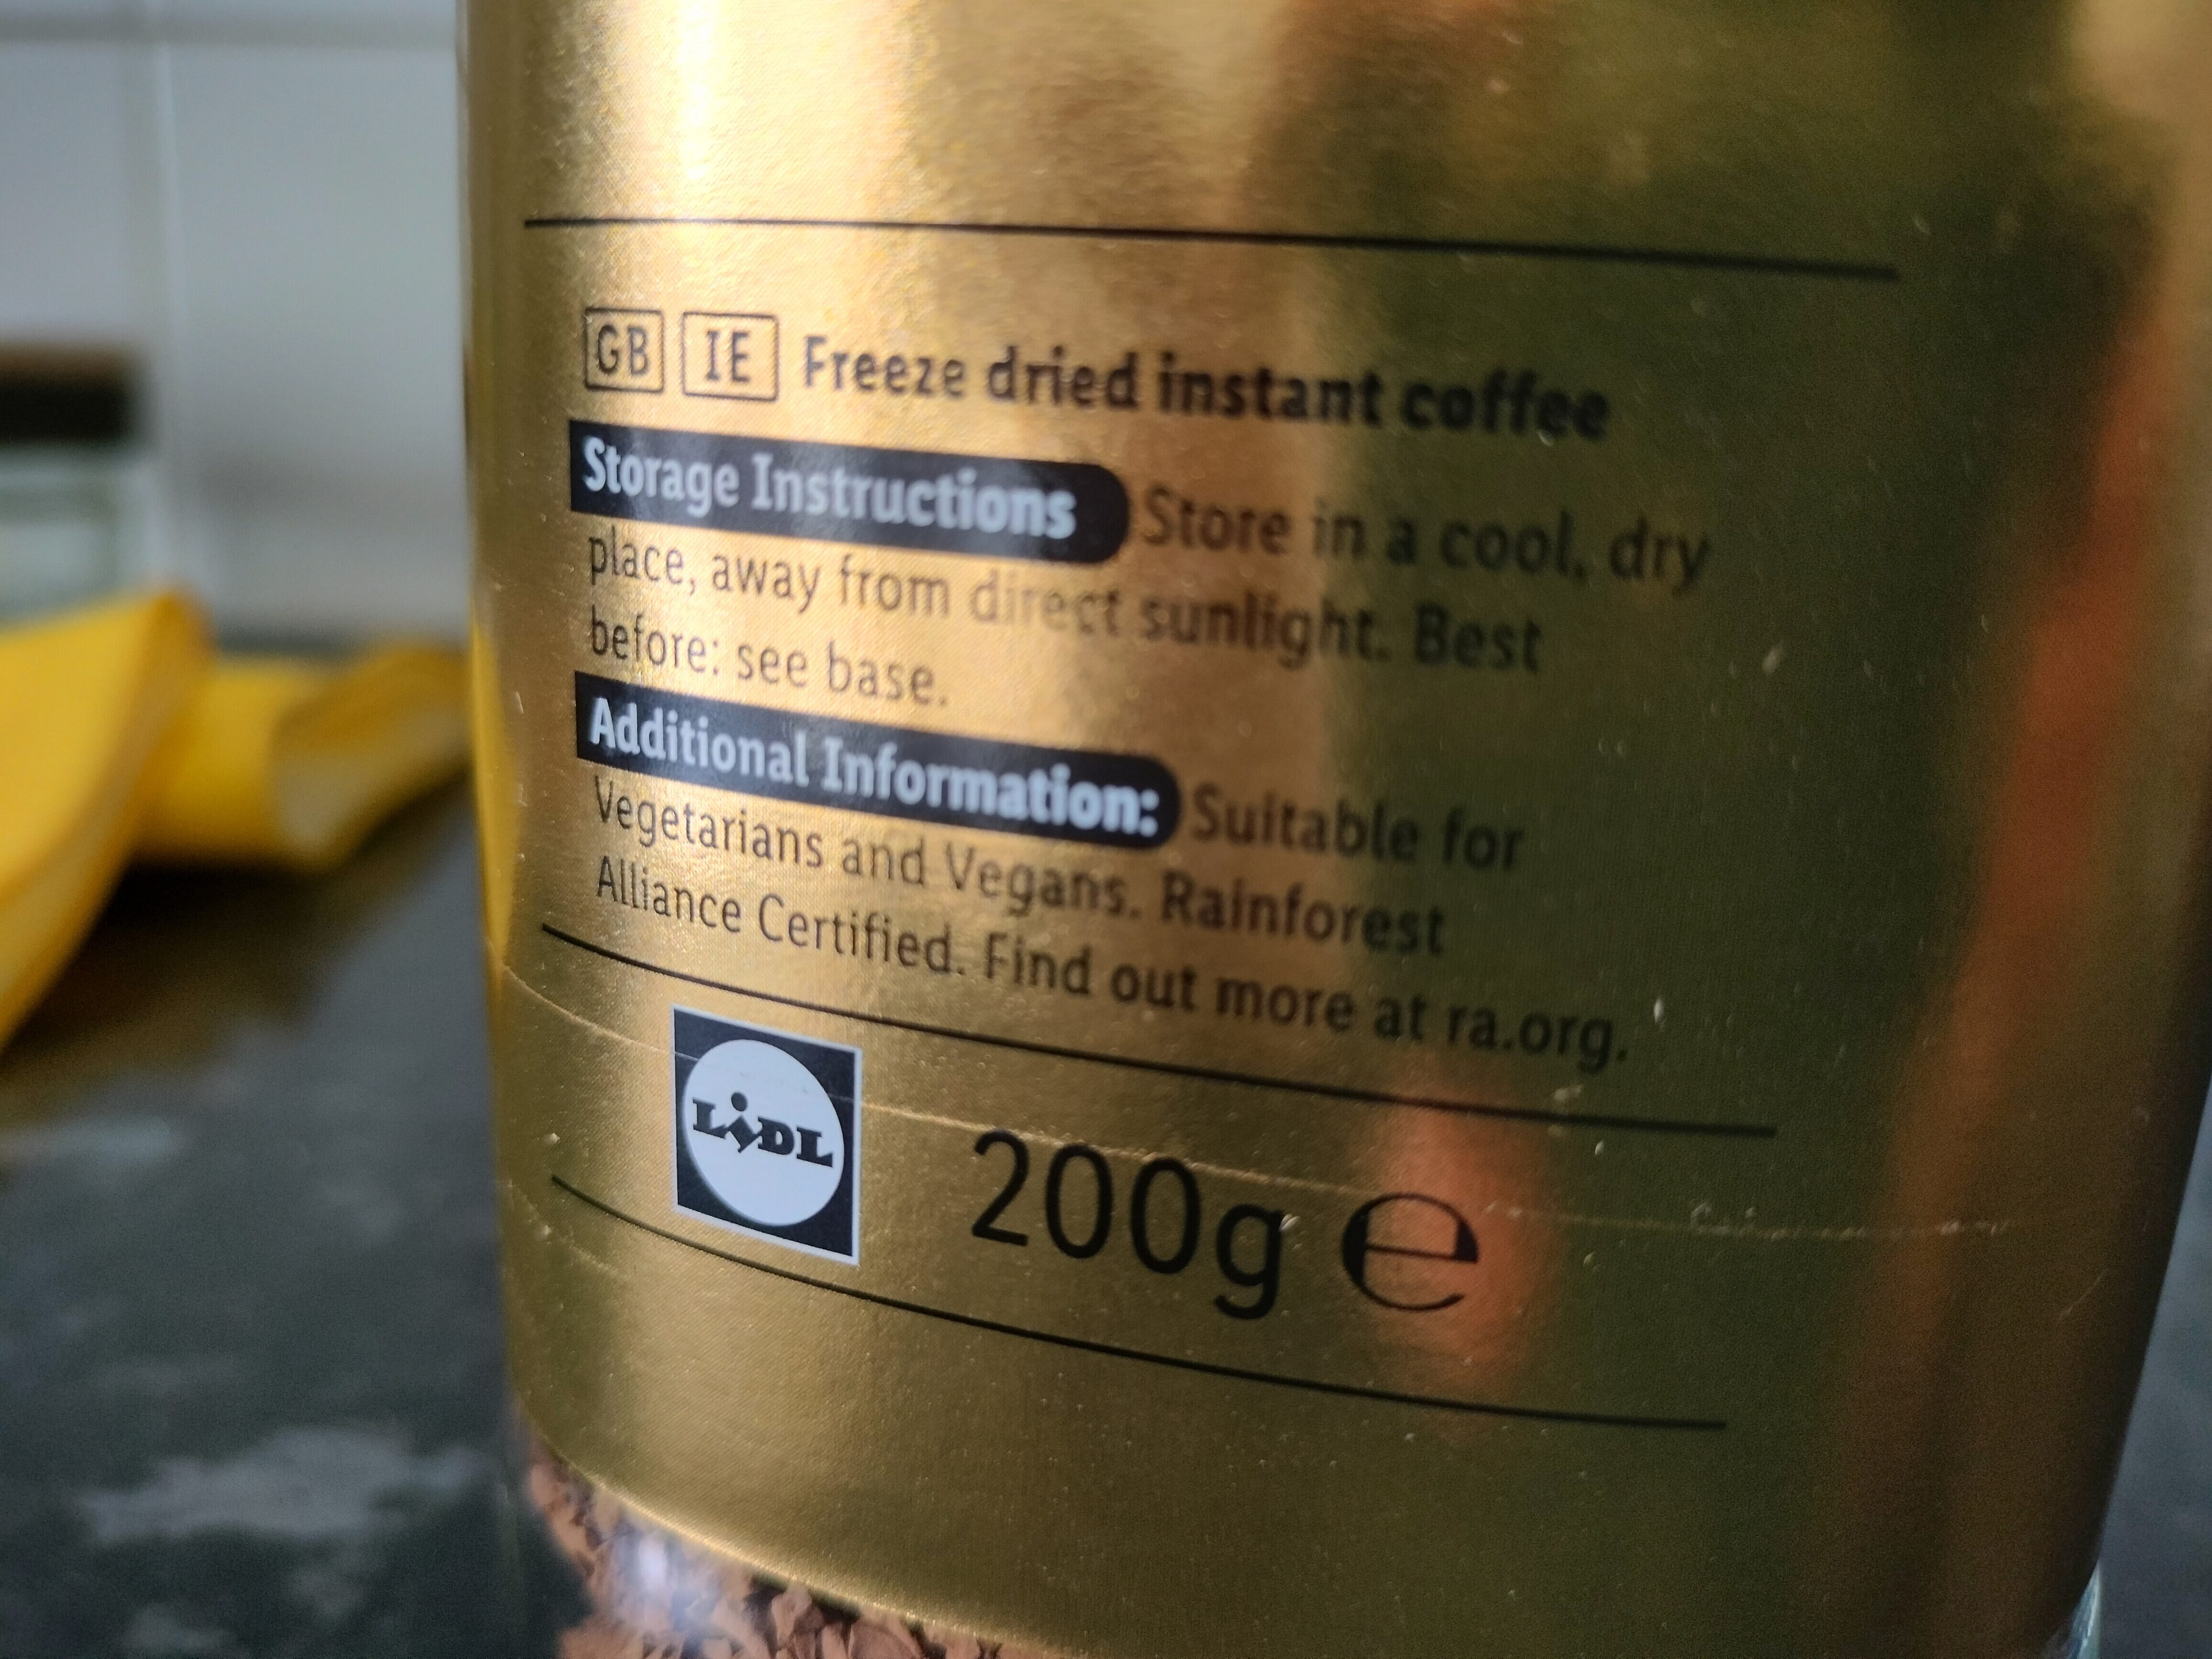 GB IE Freeze dried instant coffee
Storage Instructions Store in a cool, dry
place, away from direct sunlight. Best
before: see base.
Additional Information: Suitable for
Vegetarians and Vegans. Rainforest
Alliance Certified. Find out more at ra.org.
LIDL
200g ℮